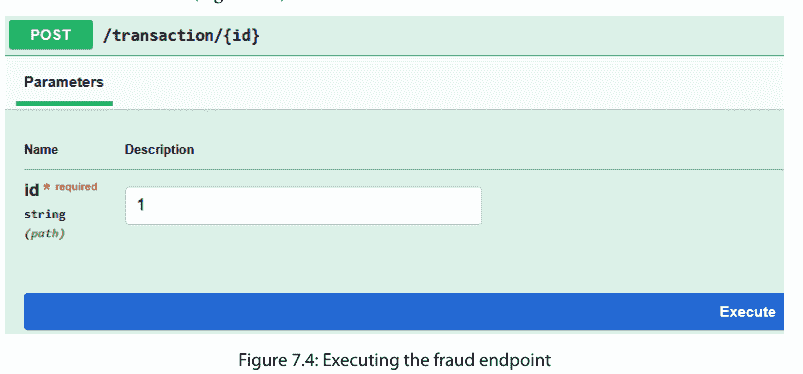 POST /transaction/{id}
Parameters
Name Description
id * required
string
(path)
1
Execute
Figure 7.4: Executing the fraud endpoint